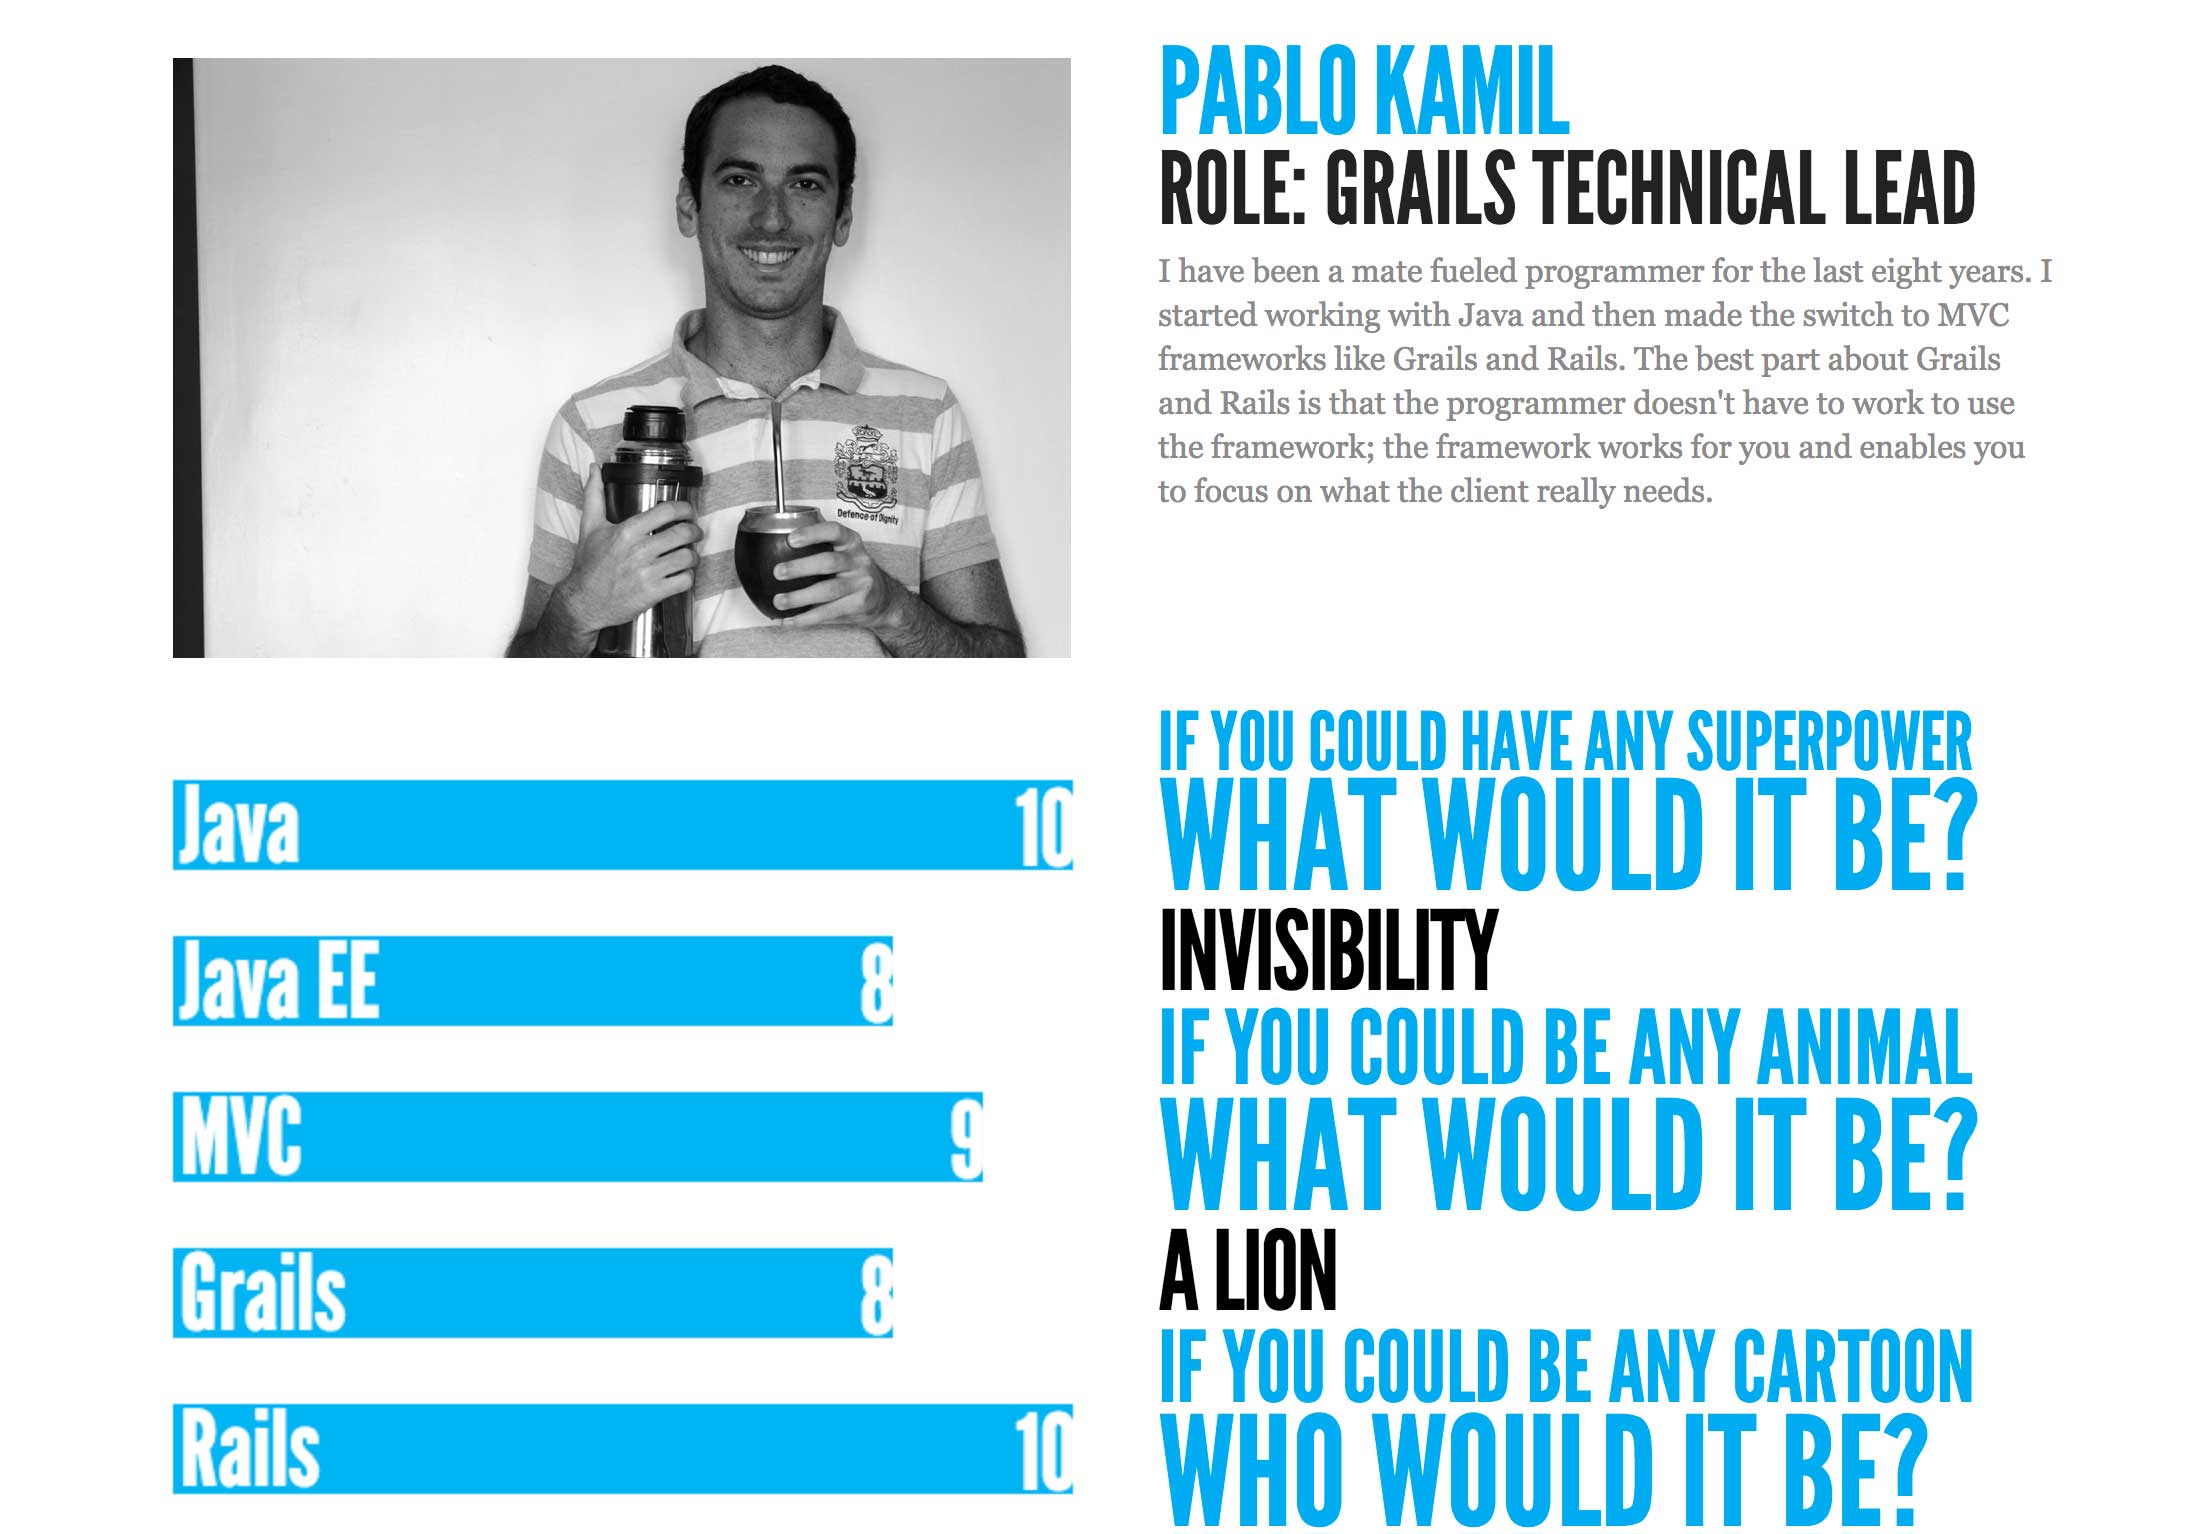 PABLO KAMIL
ROLE: GRAILS TECHNICAL LEAD
I have been a mate fueled programmer for the last eight years. I
started working with Java and then made the switch to MVC
frameworks like Grails and Rails. The best part about Grails
and Rails is that the programmer doesn't have to work to use
the framework; the framework works for you and enables you
to focus on what the client really needs.
Defence of Dignity
Java 10
Java EE 8
MVC 9
Grails 8
Rails 10
IF YOU COULD HAVE ANY SUPERPOWER
WHAT WOULD IT BE?
INVISIBILITY
IF YOU COULD BE ANY ANIMAL
WHAT WOULD IT BE?
A LION
IF YOU COULD BE ANY CARTOON
WHO WOULD IT BE?